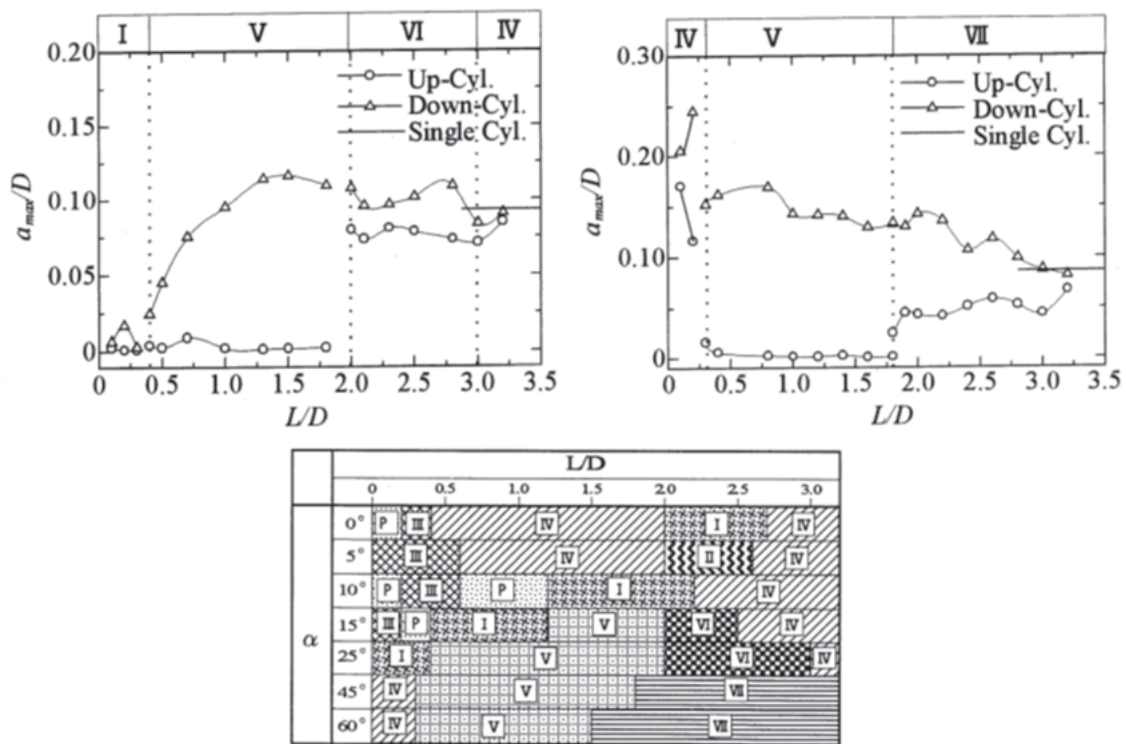 I V VI IV
0.20
Up-Cyl.
Down-Cyl.
Single Cyl.
0.15
0.10
0.05
0
a_max/D
0 0.5 1.0 1.5 2.0 2.5 3.0 3.5
L/D
IV V VII
0.30
Up-Cyl.
Down-Cyl.
Single Cyl.
0.20
0.10
0
a_max/D
0 0.5 1.0 1.5 2.0 2.5 3.0 3.5
L/D
L/D
0 0.5 1.0 1.5 2.0 2.5 3.0
α
0° P III IV I IV
5° III IV II IV
10° P III P I IV
15° III P I V VI IV
25° I V VI IV
45° IV V VII
60° IV V VII